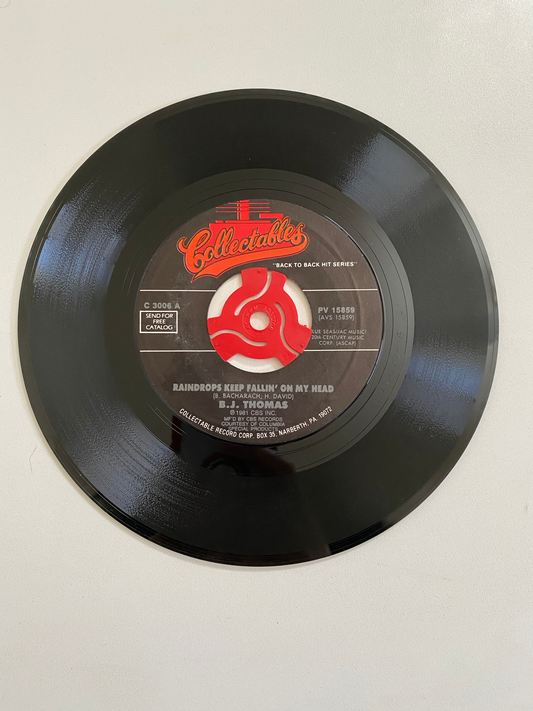 Collectables
"BACK TO BACK HIT SERIES"
C 3006 A
SEND FOR
FREE
CATALOG!
PV 15859
(AVS 15859)
BLUE SEAS/JAC MUSIC/
20th CENTURY MUSIC
CORP. (ASCAP)
RAINDROPS KEEP FALLIN' ON MY HEAD
(B. BACHARACH, H. DAVID)
B.J. THOMAS
℗ 1981 CBS INC.
MF'D BY CBS RECORDS
COURTESY OF COLUMBIA
SPECIAL PRODUCTS
COLLECTABLE RECORD CORP. BOX 35, NARBERTH, PA 19072